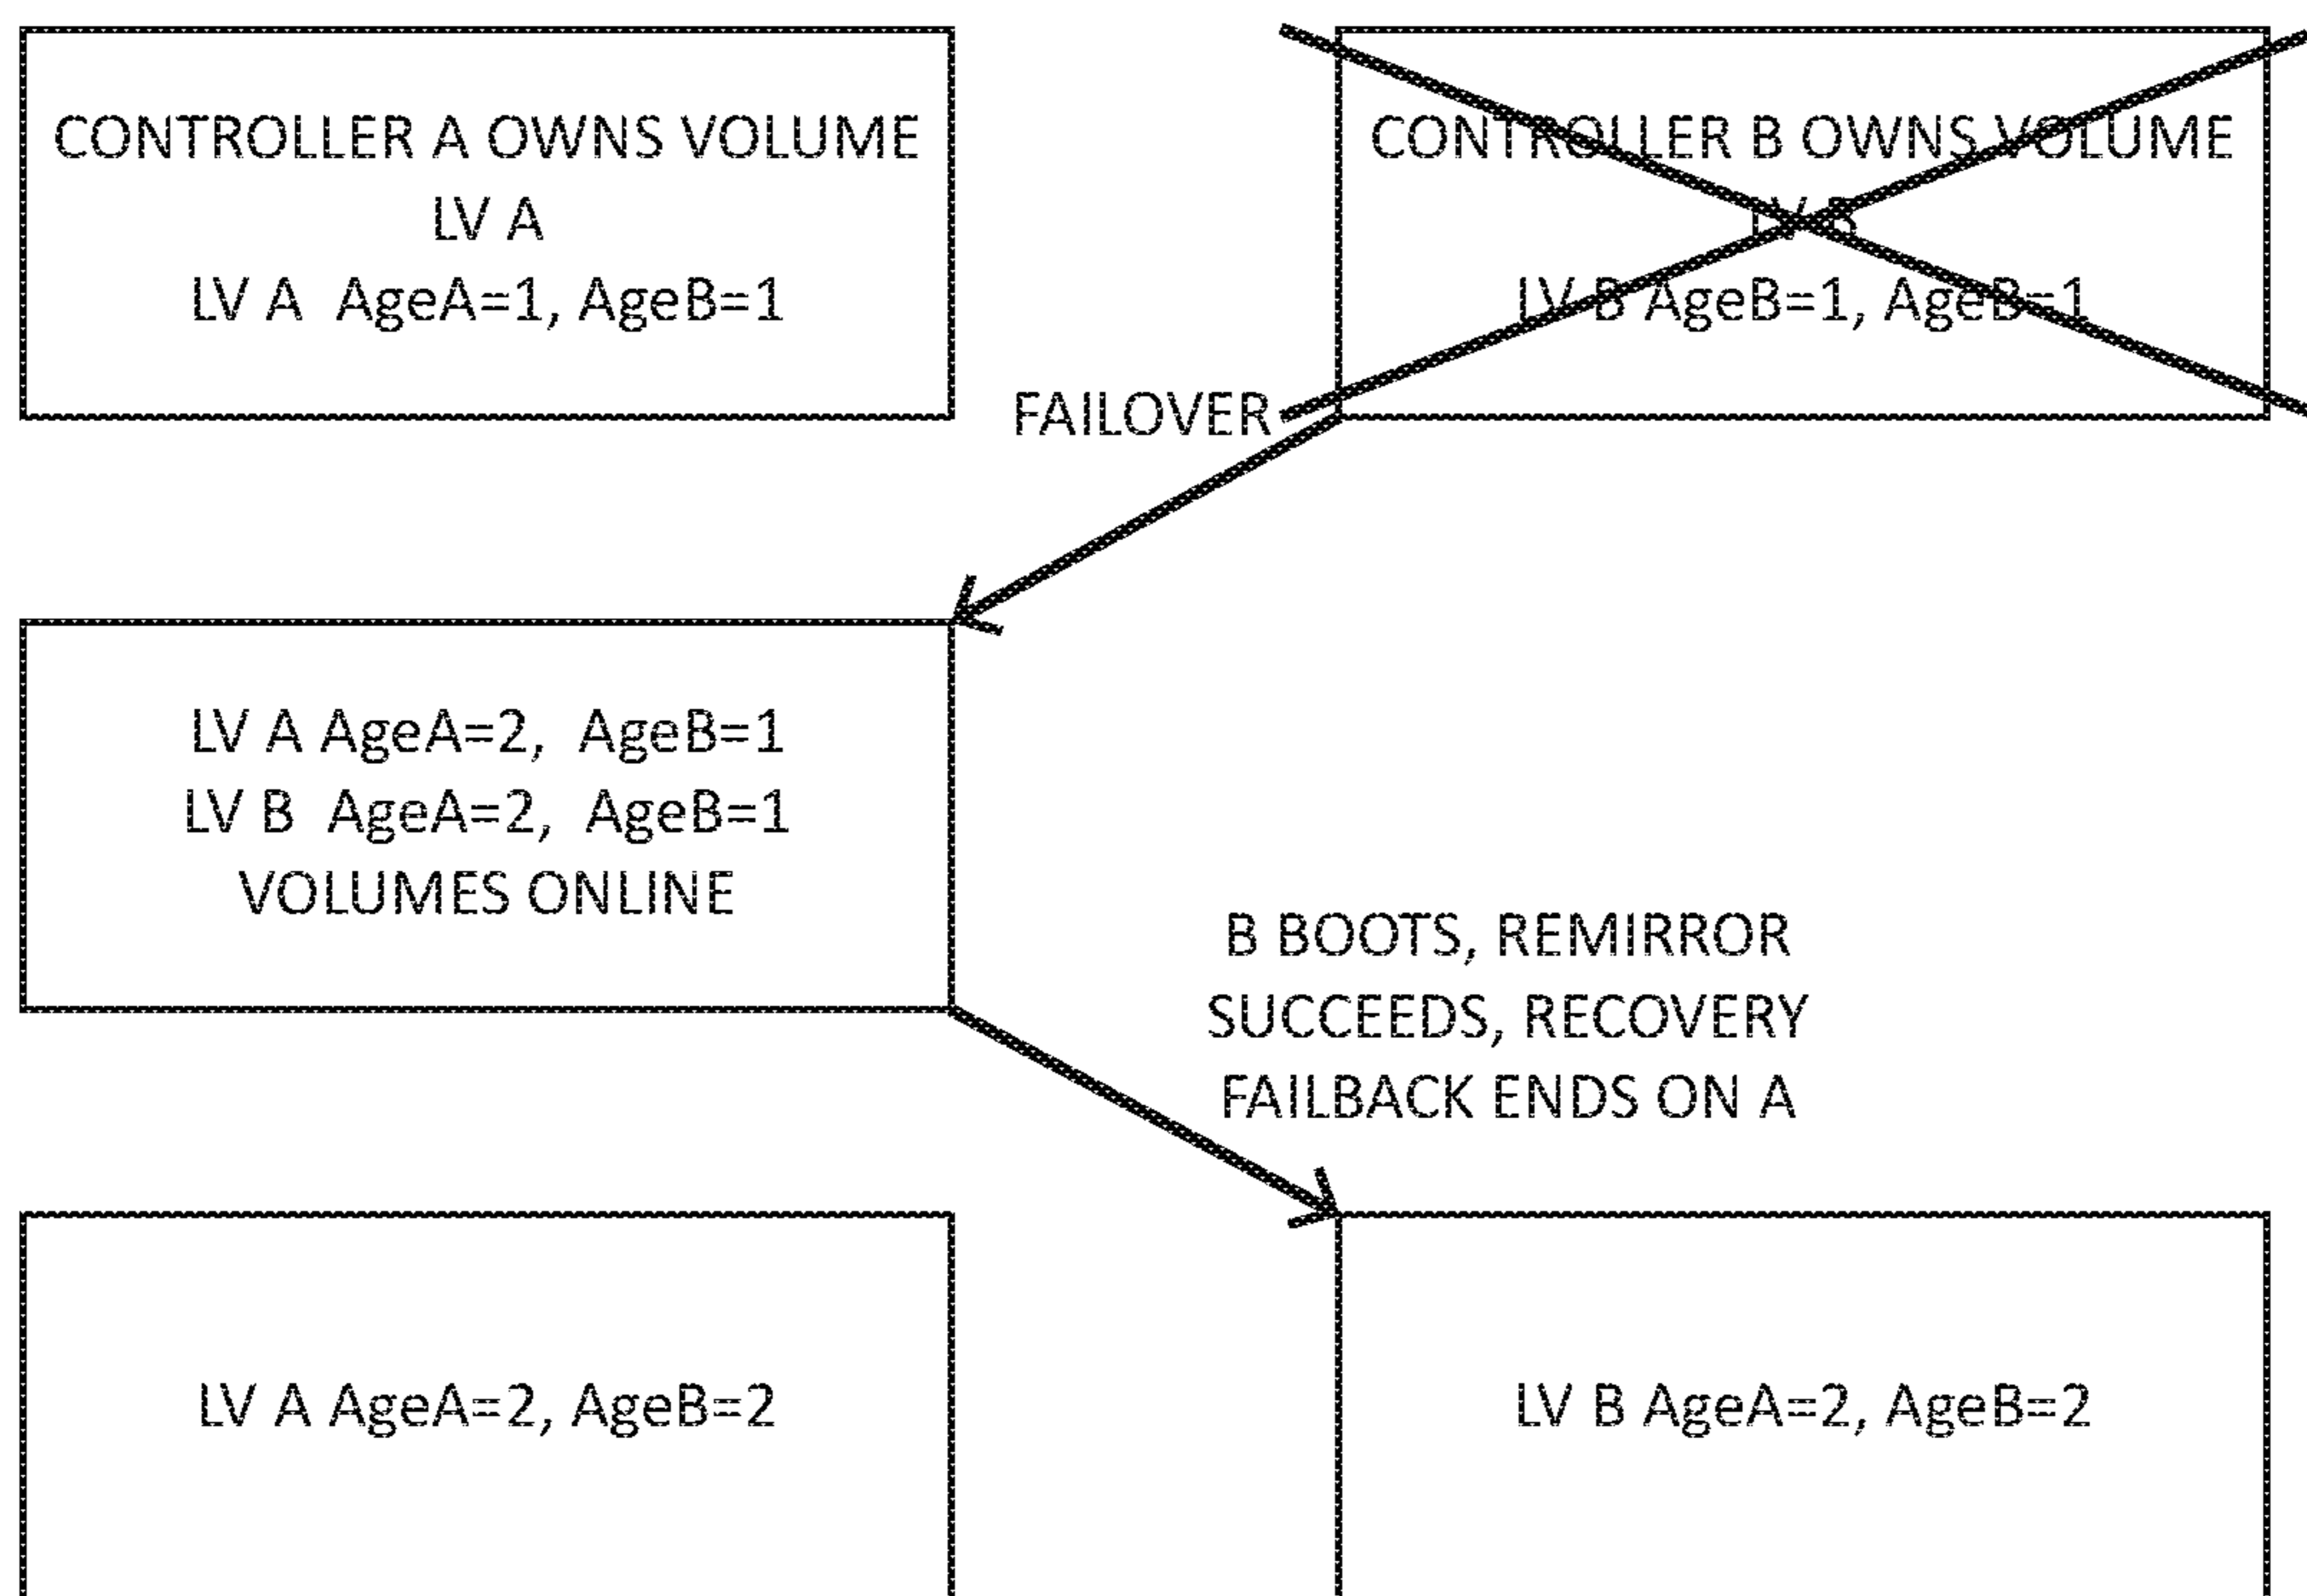 CONTROLLER A OWNS VOLUME
LV A
LV A AgeA=1, AgeB=1
CONTROLLER B OWNS VOLUME
LV B
LV B AgeB=1, AgeB=1
FAILOVER
LV A AgeA=2, AgeB=1
LV B AgeA=2, AgeB=1
VOLUMES ONLINE
B BOOTS, REMIRROR
SUCCEEDS, RECOVERY
FAILBACK ENDS ON A
LV A AgeA=2, AgeB=2
LV B AgeA=2, AgeB=2